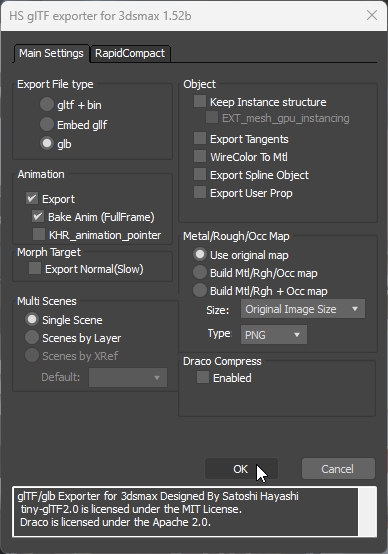 HS glTF exporter for 3dsmax 1.52b
Main Settings
RapidCompact
Export File type
gltf + bin
Embed gllf
glb
Animation
Export
Bake Anim (FullFrame)
KHR_animation_pointer
Morph Target
Export Normal(Slow)
Multi Scenes
Single Scene
Scenes by Layer
Scenes by XRef
Default:
Object
Keep Instance structure
EXT_mesh_gpu_instancing
Export Tangents
WireColor To Mtl
Export Spline Object
Export User Prop
Metal/Rough/Occ Map
Use original map
Build Mtl/Rgh/Occ map
Build Mtl/Rgh + Occ map
Size: Original Image Size
Type: PNG
Draco Compress
Enabled
OK
Cancel
glTF/glb Exporter for 3dsmax Designed By Satoshi Hayashi
tiny-glTF2.0 is licensed under the MIT License.
Draco is licensed under the Apache 2.0.